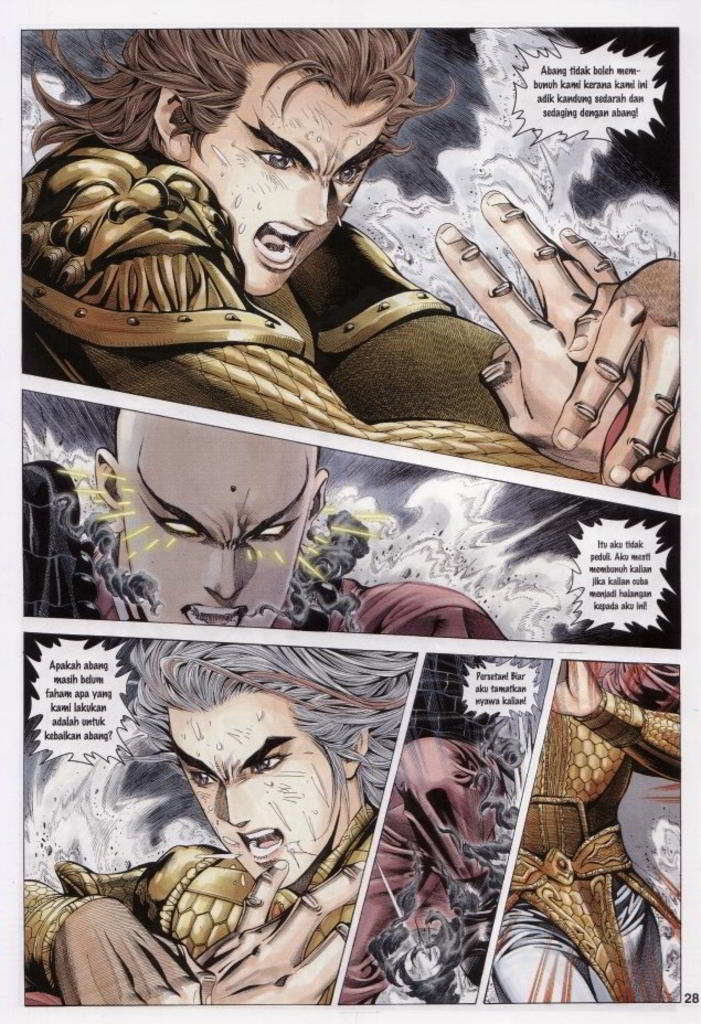 Abang tidak boleh mem-
bunuh kami kerana kami ini
adik kandung sedarah dan
sedaging dengan abang!
Itu aku tidak
peduli. Aku mesti
membunuh kalian
jika kalian cuba
menjadi halangan
kepada aku ini!
Apakah abang
masih belum
faham apa yang
kami lakukan
adalah untuk
kebaikan abang?
Persetan! Biar
aku tamatkan
nyawa kalian!
28